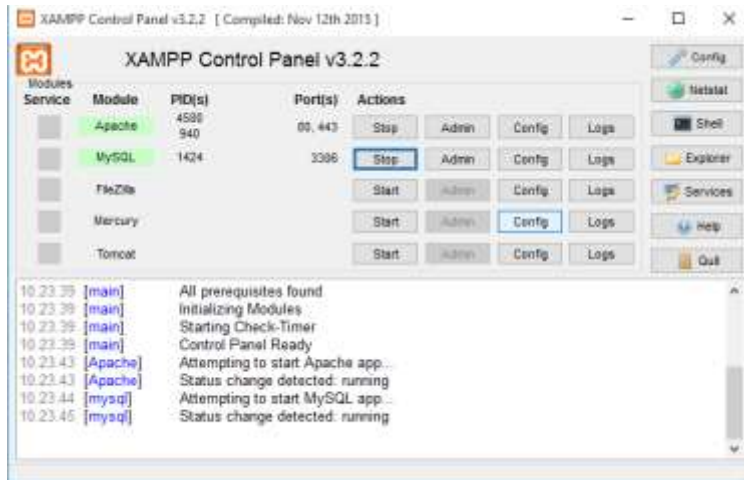 XAMPP Control Panel v3.2.2 [ Compiled: Nov 12th 2015 ]
XAMPP Control Panel v3.2.2
Config
Modules
Service Module PID(s) Port(s) Actions
Netstat
Apache 4580 940 80, 443 Stop Admin Config Logs
Shell
MySQL 1424 3306 Stop Admin Config Logs
Explorer
FileZilla Start Admin Config Logs
Services
Mercury Start Admin Config Logs
Help
Tomcat Start Admin Config Logs
Quit
10.23.39 [main] All prerequisites found
10.23.39 [main] Initializing Modules
10.23.39 [main] Starting Check-Timer
10.23.39 [main] Control Panel Ready
10.23.43 [Apache] Attempting to start Apache app...
10.23.43 [Apache] Status change detected: running
10.23.44 [mysql] Attempting to start MySQL app...
10.23.45 [mysql] Status change detected: running